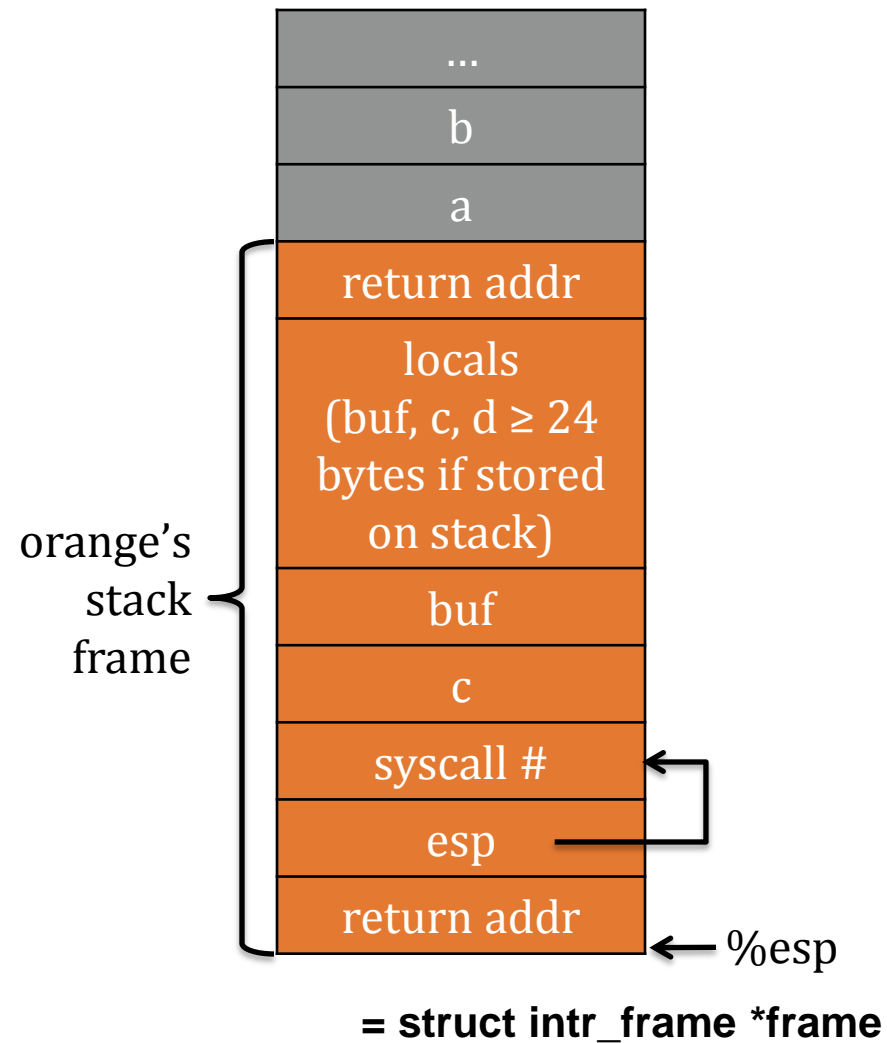 ...
b
a
return addr
locals
(buf, c, d ≥ 24
bytes if stored
on stack)
orange’s
stack
frame
buf
c
syscall #
esp
return addr
%esp
= struct intr_frame *frame